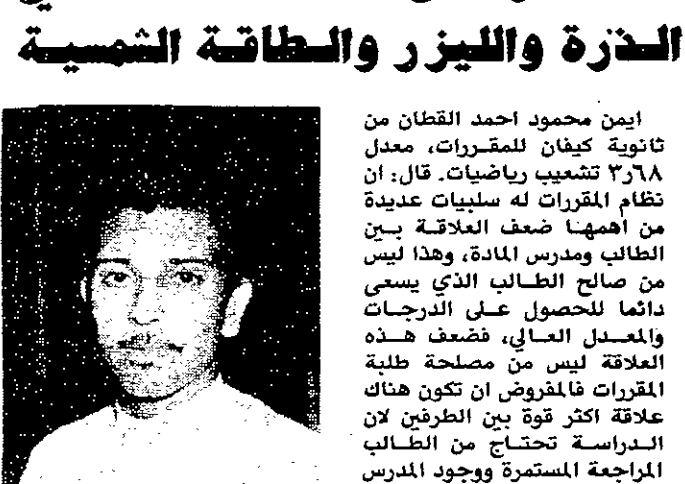 الذرة والليزر والطاقة الشمسية
ايمن محمود احمد القطان من
ثانوية كيفان للمقررات، معدل
٣٫٦٨ تشعيب رياضيات. قال: ان
نظام المقررات له سلبيات عديدة
من اهمها ضعف العلاقة بين
الطالب ومدرس المادة، وهذا ليس
من صالح الطالب الذي يسعى
دائما للحصول على الدرجات
والمعدل العالي، فضعف هذه
العلاقة ليس من مصلحة طلبة
المقررات فالمفروض ان تكون هناك
علاقة اكثر قوة بين الطرفين لان
الدراسة تحتاج من الطالب
المراجعة المستمرة ووجود المدرس